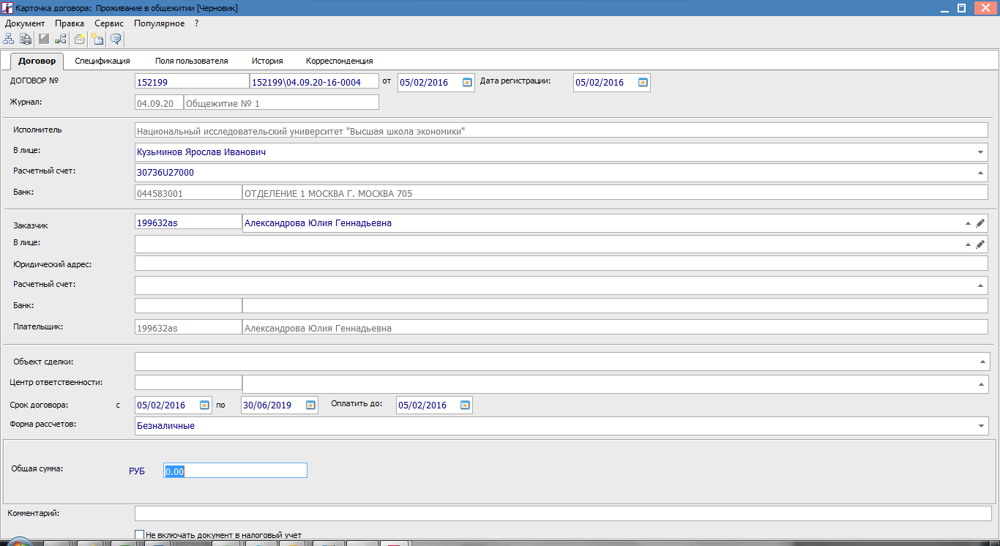 Карточка договора: Проживание в общежитии [Черновик]
Документ Правка Сервис Популярное ?
Договор Спецификация Поля пользователя История Корреспонденция
ДОГОВОР № 152199 152199\04.09.20-16-0004 от 05/02/2016 Дата регистрации: 05/02/2016
Журнал: 04.09.20 Общежитие № 1
Исполнитель Национальный исследовательский университет "Высшая школа экономики"
В лице: Кузьминов Ярослав Иванович
Расчетный счет: 30736U27000
Банк: 044583001 ОТДЕЛЕНИЕ 1 МОСКВА Г. МОСКВА 705
Заказчик 199632as Александрова Юлия Геннадьевна
В лице:
Юридический адрес:
Расчетный счет:
Банк:
Плательщик: 199632as Александрова Юлия Геннадьевна
Объект сделки:
Центр ответственности:
Срок договора: с 05/02/2016 по 30/06/2019 Оплатить до: 05/02/2016
Форма рассчетов: Безналичные
Общая сумма: РУБ 0.00
Комментарий:
Не включать документ в налоговый учет